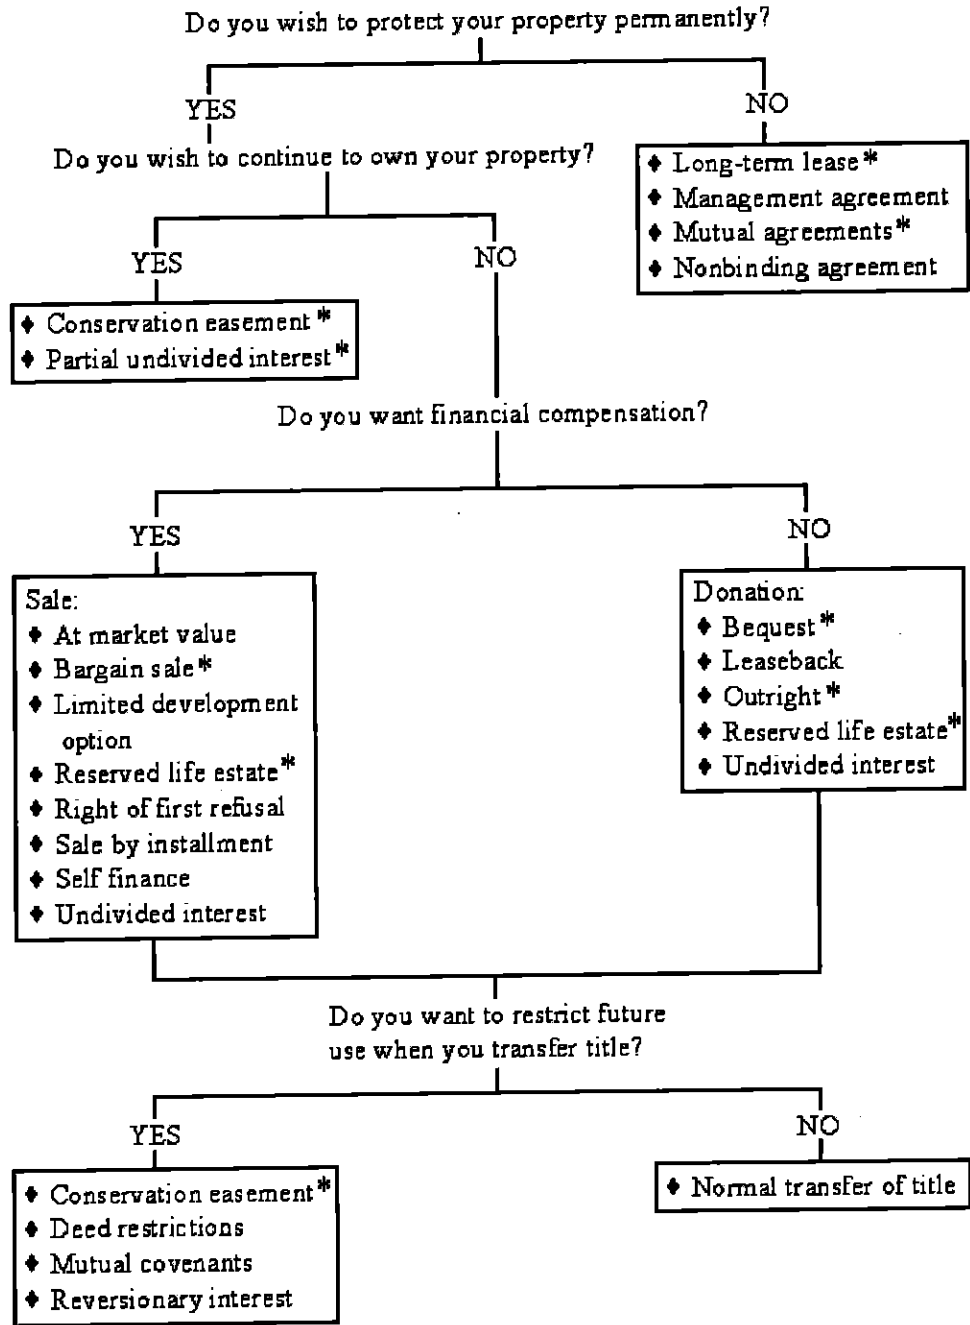 Do you wish to protect your property permanently?
YES
NO
Do you wish to continue to own your property?
♦ Long-term lease*
♦ Management agreement
♦ Mutual agreements*
♦ Nonbinding agreement
YES
NO
♦ Conservation easement*
♦ Partial undivided interest*
Do you want financial compensation?
YES
NO
Sale:
♦ At market value
♦ Bargain sale*
♦ Limited development
option
♦ Reserved life estate*
♦ Right of first refusal
♦ Sale by installment
♦ Self finance
♦ Undivided interest
Donation:
♦ Bequest*
♦ Leaseback
♦ Outright*
♦ Reserved life estate*
♦ Undivided interest
Do you want to restrict future
use when you transfer title?
YES
NO
♦ Conservation easement*
♦ Deed restrictions
♦ Mutual covenants
♦ Reversionary interest
♦ Normal transfer of title